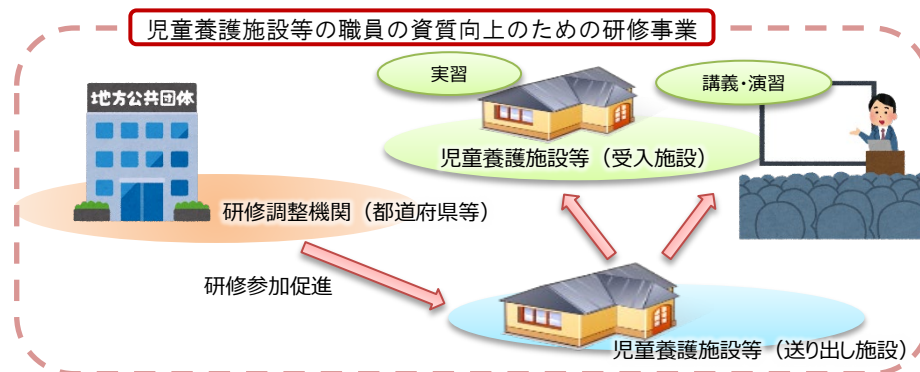 児童養護施設等の職員の資質向上のための研修事業
地方公共団体
実習
講義・演習
児童養護施設等（受入施設）
研修調整機関（都道府県等）
研修参加促進
児童養護施設等（送り出し施設）